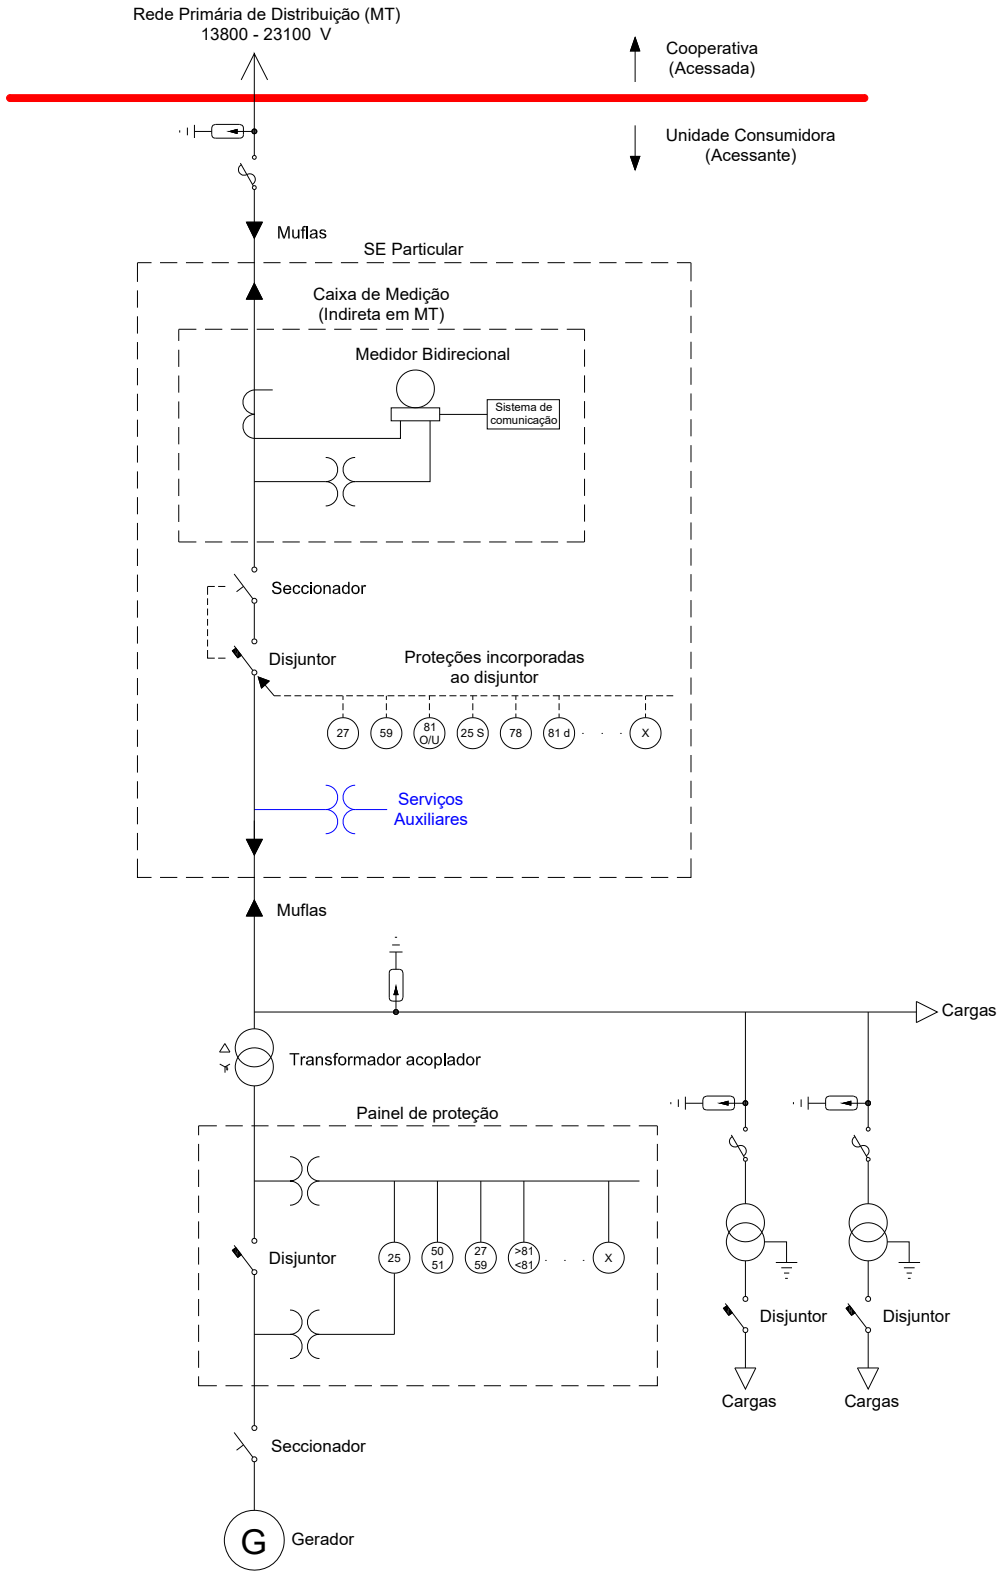 Rede Primária de Distribuição (MT)
13800 - 23100 V
Cooperativa
(Acessada)
Unidade Consumidora
(Acessante)
Muflas
SE Particular
Caixa de Medição
(Indireta em MT)
Medidor Bidirecional
Sistema de
comunicação
Seccionador
Disjuntor
Proteções incorporadas
ao disjuntor
27
59
81
O/U
25 S
78
81 d
. . .
X
Serviços
Auxiliares
Muflas
Cargas
Transformador acoplador
Painel de proteção
Disjuntor
25
50
51
27
59
>81
<81
. . .
X
Disjuntor
Disjuntor
Cargas
Cargas
Seccionador
G
Gerador